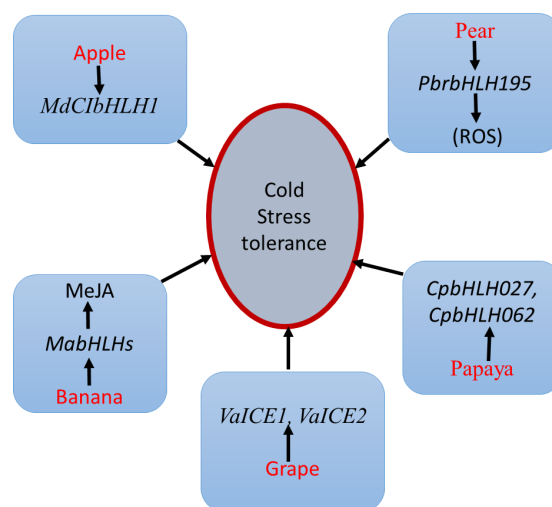 Apple
MdCIbHLH1
Pear
PbrbHLH195
(ROS)
Cold
Stress
tolerance
MeJA
MabHLHs
Banana
CpbHLH027,
CpbHLH062
Papaya
VaICE1, VaICE2
Grape